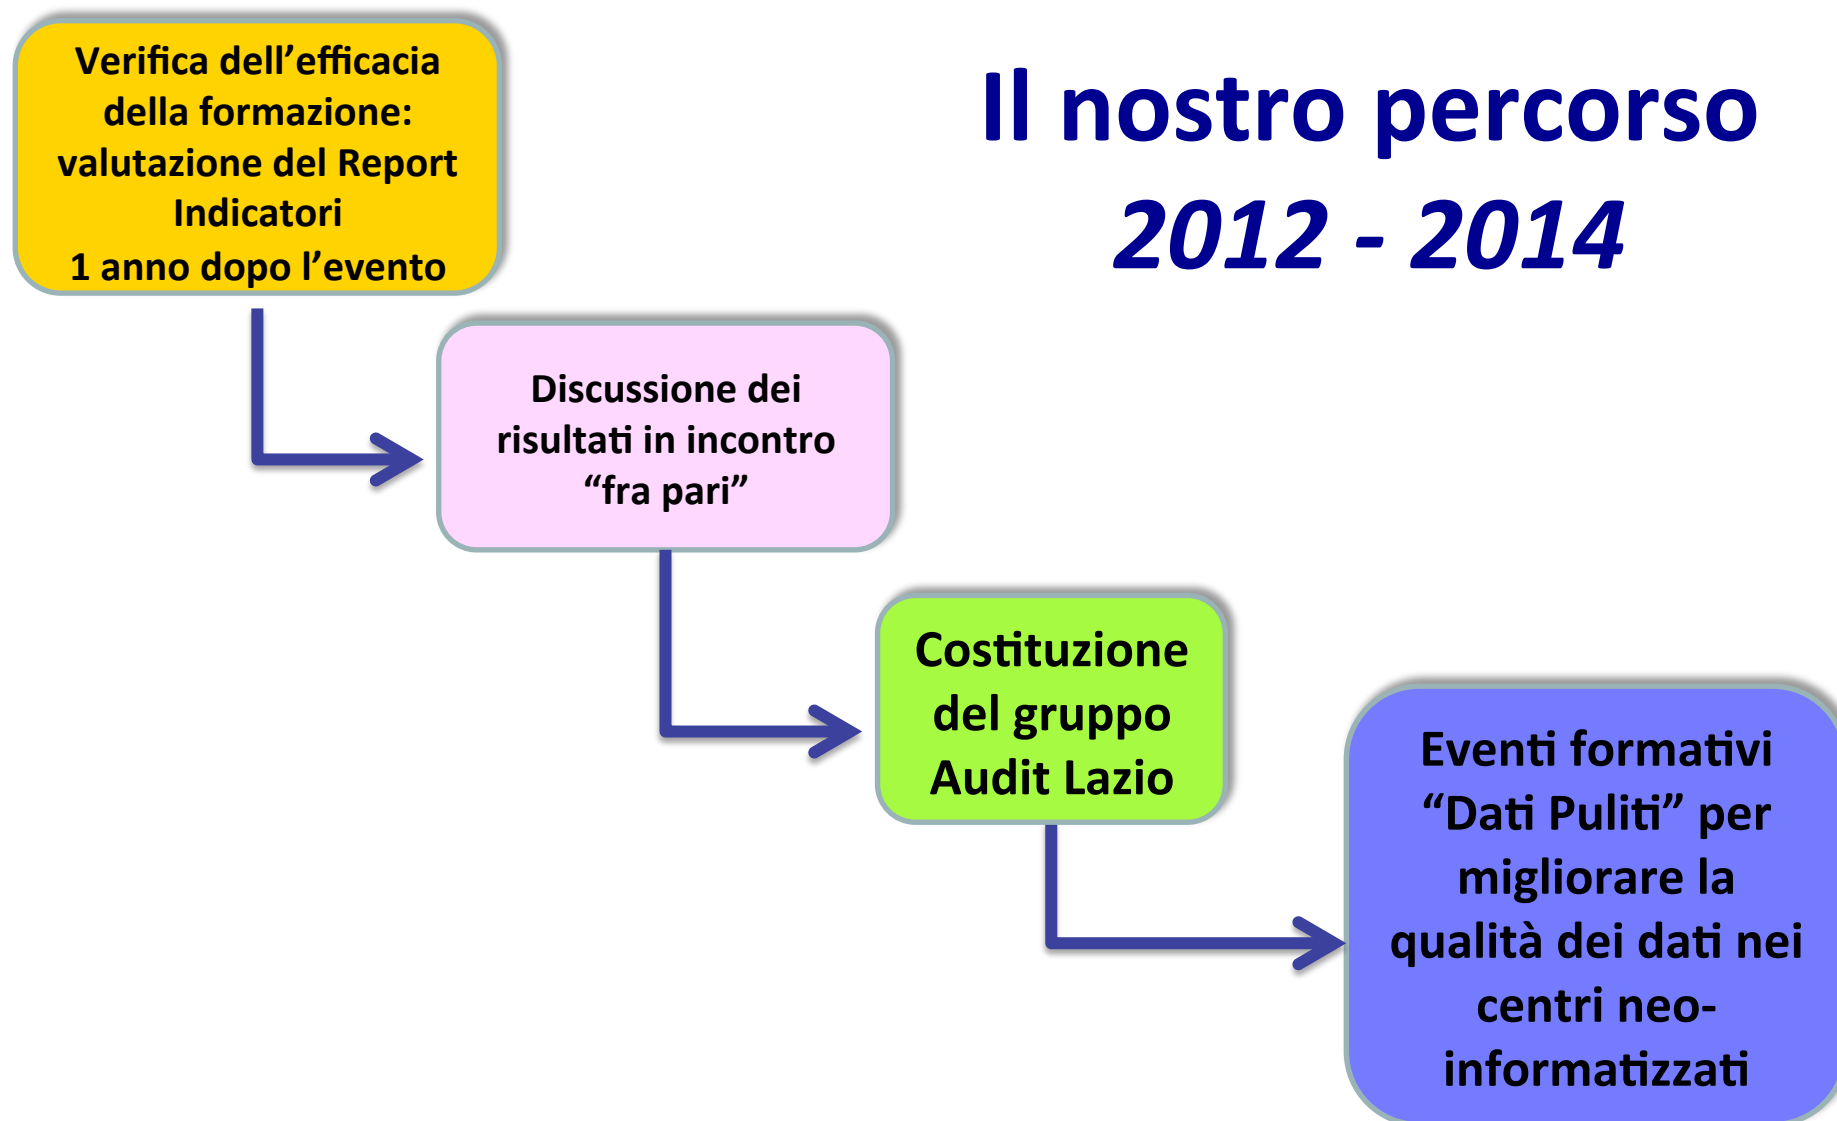 Verifica dell’efficacia
della formazione:
valutazione del Report
Indicatori
1 anno dopo l’evento
Il nostro percorso
2012 - 2014
Discussione dei
risultati in incontro
“fra pari”
Costituzione
del gruppo
Audit Lazio
Eventi formativi
“Dati Puliti” per
migliorare la
qualità dei dati nei
centri neo-
informatizzati